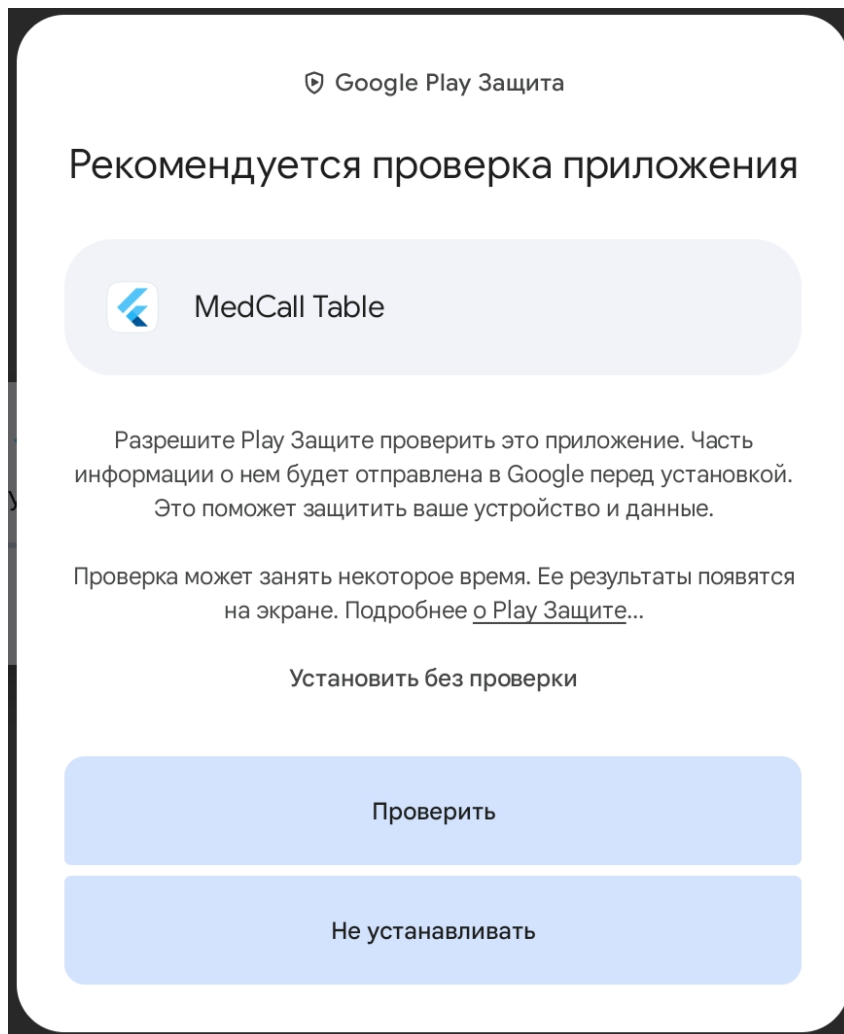 Google Play Защита
Рекомендуется проверка приложения
MedCall Table
Разрешите Play Защите проверить это приложение. Часть
информации о нем будет отправлена в Google перед установкой.
Это поможет защитить ваше устройство и данные.
Проверка может занять некоторое время. Ее результаты появятся
на экране. Подробнее о Play Защите...
Установить без проверки
Проверить
Не устанавливать